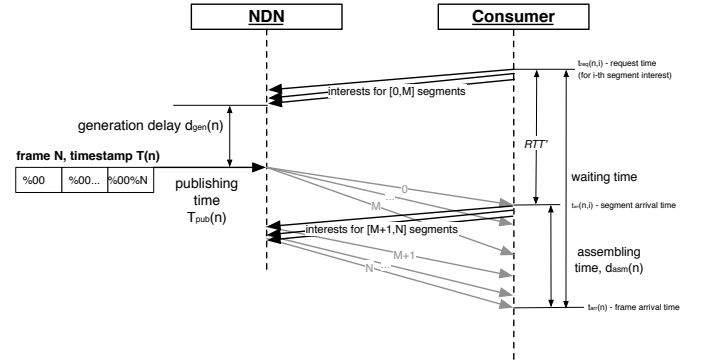 NDN
Consumer
treq(n,i) - request time
(for i-th segment interest)
interests for [0,M] segments
generation delay dgen(n)
RTT'
frame N, timestamp T(n)
%00
%00...
%00%N
publishing
time
Tpub(n)
0
...
M
waiting time
tarr(n,i) - segment arrival time
interests for [M+1,N] segments
M+1
N
...
assembling
time, dasm(n)
tarr(n) - frame arrival time